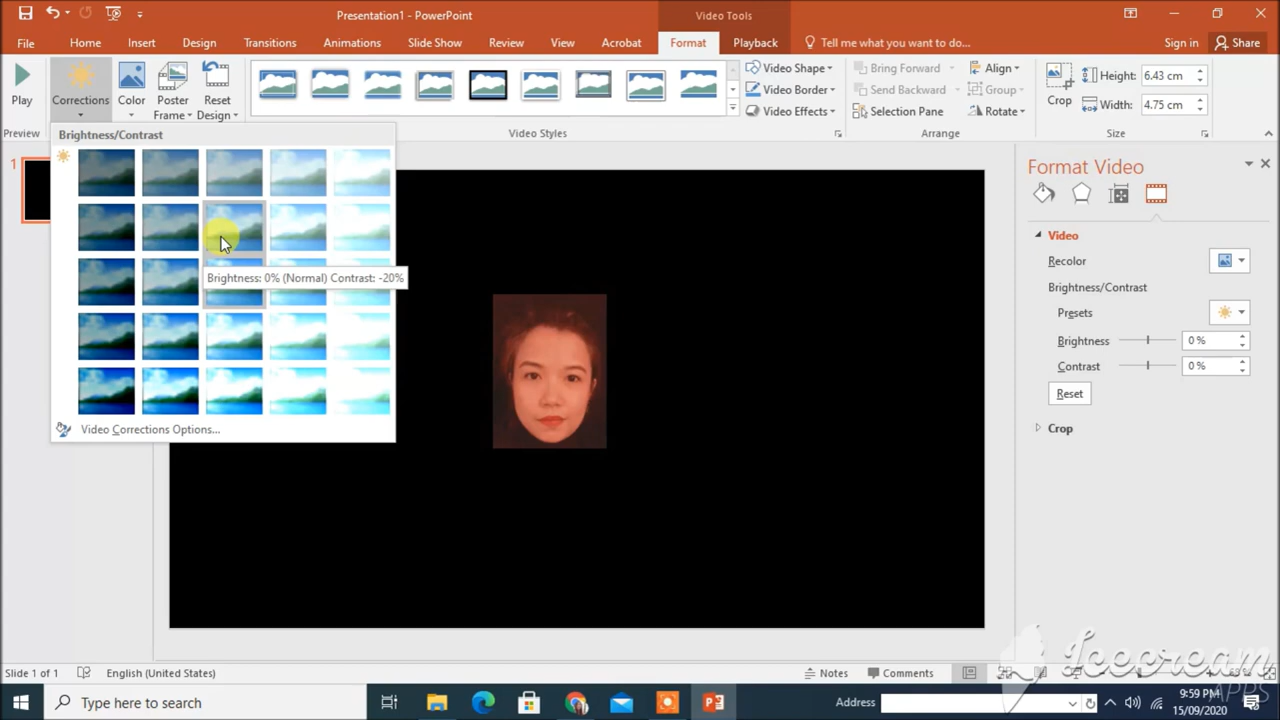 Presentation1 - PowerPoint
Video Tools
File
Home
Insert
Design
Transitions
Animations
Slide Show
Review
View
Acrobat
Format
Playback
Tell me what you want to do...
Sign in
Share
Play
Corrections
Color
Poster
Frame
Reset
Design
Video Shape
Video Border
Video Effects
Bring Forward
Send Backward
Selection Pane
Align
Group
Rotate
Crop
Height:
6.43 cm
Width:
4.75 cm
Preview
Video Styles
Arrange
Size
Brightness/Contrast
Brightness: 0% (Normal) Contrast: -20%
Video Corrections Options...
1
Format Video
Video
Recolor
Brightness/Contrast
Presets
Brightness
0 %
Contrast
0 %
Reset
Crop
Slide 1 of 1
English (United States)
Notes
Comments
Icecream
APPS
Type here to search
Address
9:59 PM
15/09/2020